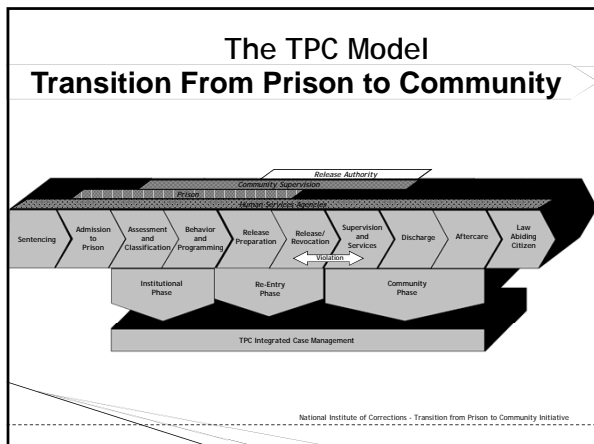 The TPC Model
Transition From Prison to Community
Release Authority
Community Supervision
Prison
Human Services Agencies
Sentencing
Admission
to
Prison
Assessment
and
Classification
Behavior
and
Programming
Release
Preparation
Release/
Revocation
Supervision
and
Services
Discharge
Aftercare
Law
Abiding
Citizen
Violation
Institutional
Phase
Re-Entry
Phase
Community
Phase
TPC Integrated Case Management
National Institute of Corrections - Transition from Prison to Community Initiative